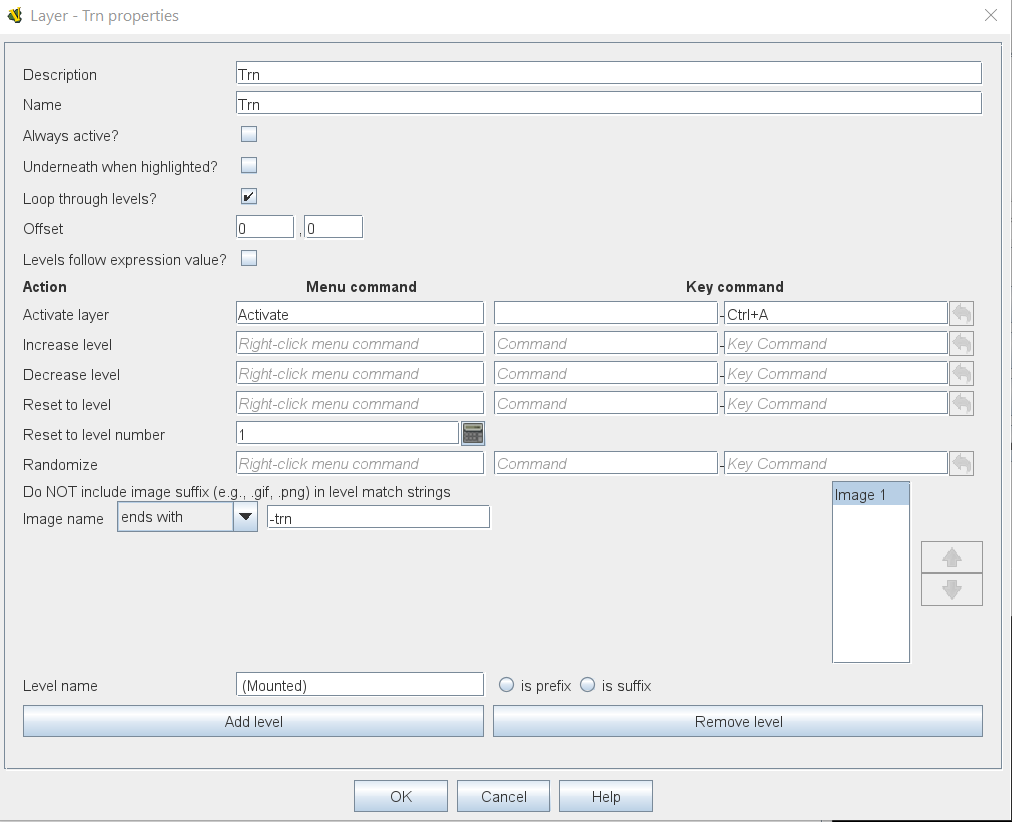 Layer - Trn properties
Description Trn
Name Trn
Always active?
Underneath when highlighted?
Loop through levels?
Offset 0 , 0
Levels follow expression value?
Action Menu command Key command
Activate layer Activate - Ctrl+A
Increase level Right-click menu command Command - Key Command
Decrease level Right-click menu command Command - Key Command
Reset to level Right-click menu command Command - Key Command
Reset to level number 1
Randomize Right-click menu command Command - Key Command
Do NOT include image suffix (e.g., .gif, .png) in level match strings
Image 1
Image name ends with -trn
Level name (Mounted) is prefix is suffix
Add level Remove level
OK Cancel Help